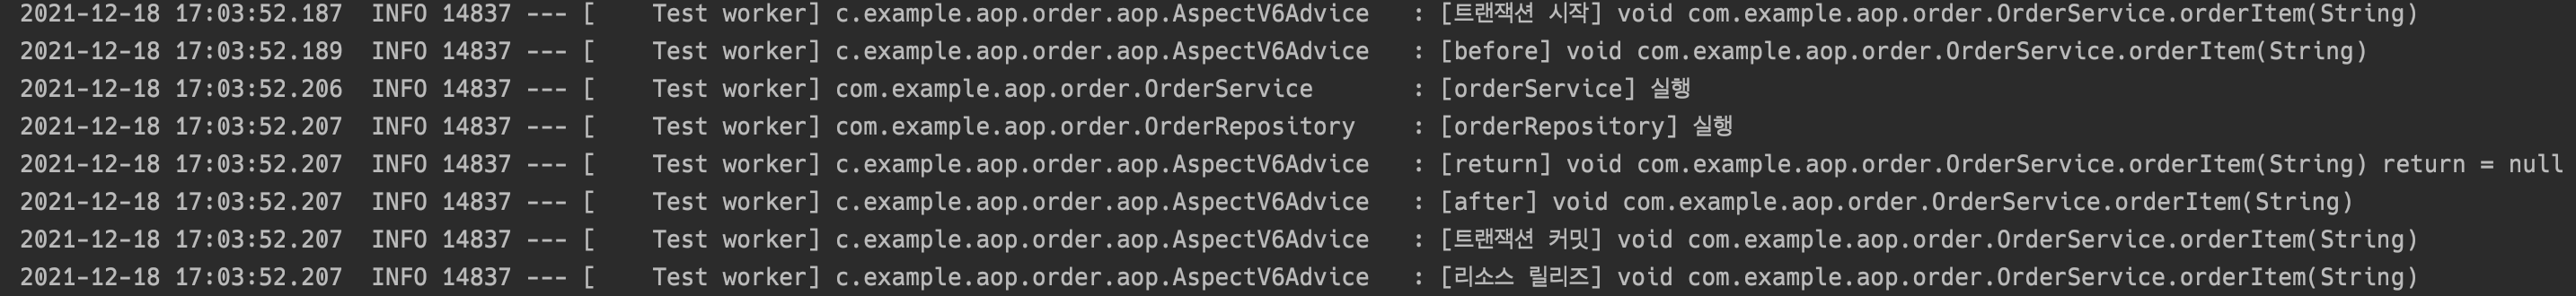 2021-12-18 17:03:52.187  INFO 14837 --- [    Test worker] c.example.aop.order.aop.AspectV6Advice   : [트랜잭션 시작] void com.example.aop.order.OrderService.orderItem(String)
2021-12-18 17:03:52.189  INFO 14837 --- [    Test worker] c.example.aop.order.aop.AspectV6Advice   : [before] void com.example.aop.order.OrderService.orderItem(String)
2021-12-18 17:03:52.206  INFO 14837 --- [    Test worker] com.example.aop.order.OrderService       : [orderService] 실행
2021-12-18 17:03:52.207  INFO 14837 --- [    Test worker] com.example.aop.order.OrderRepository    : [orderRepository] 실행
2021-12-18 17:03:52.207  INFO 14837 --- [    Test worker] c.example.aop.order.aop.AspectV6Advice   : [return] void com.example.aop.order.OrderService.orderItem(String) return = null
2021-12-18 17:03:52.207  INFO 14837 --- [    Test worker] c.example.aop.order.aop.AspectV6Advice   : [after] void com.example.aop.order.OrderService.orderItem(String)
2021-12-18 17:03:52.207  INFO 14837 --- [    Test worker] c.example.aop.order.aop.AspectV6Advice   : [트랜잭션 커밋] void com.example.aop.order.OrderService.orderItem(String)
2021-12-18 17:03:52.207  INFO 14837 --- [    Test worker] c.example.aop.order.aop.AspectV6Advice   : [리소스 릴리즈] void com.example.aop.order.OrderService.orderItem(String)